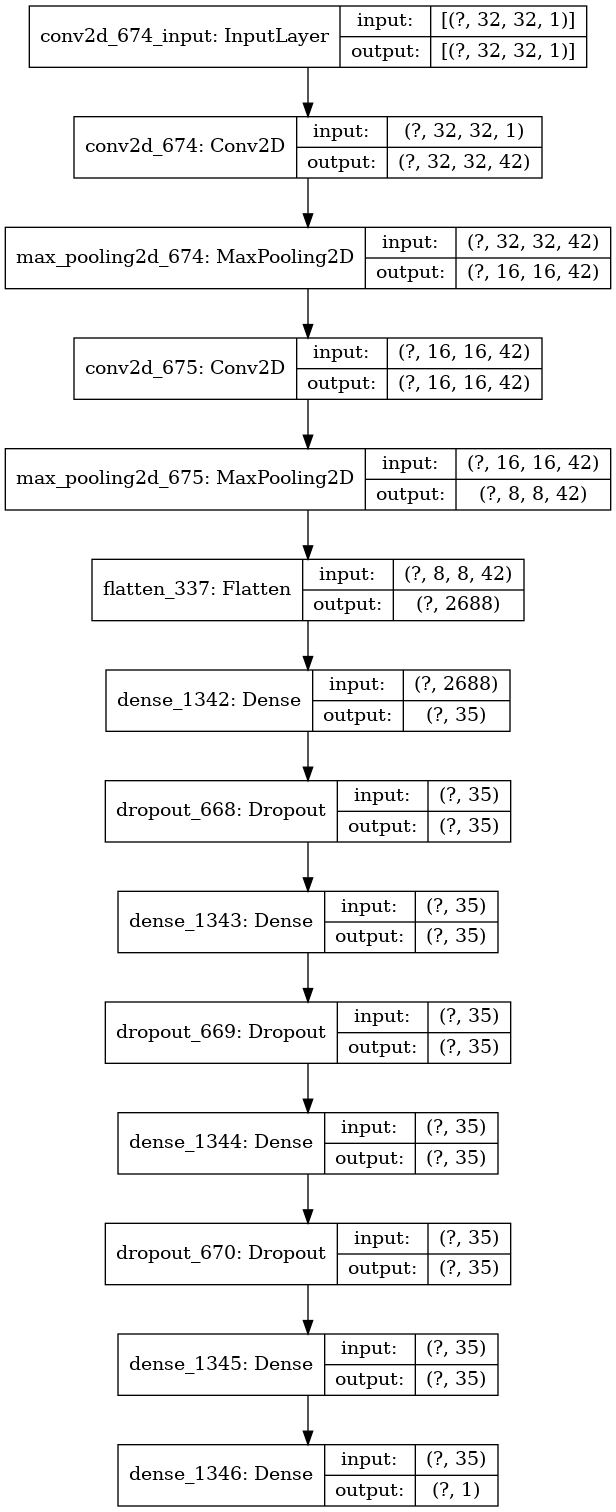 conv2d_674_input: InputLayer
input: [(?, 32, 32, 1)]
output: [(?, 32, 32, 1)]
conv2d_674: Conv2D
input: (?, 32, 32, 1)
output: (?, 32, 32, 42)
max_pooling2d_674: MaxPooling2D
input: (?, 32, 32, 42)
output: (?, 16, 16, 42)
conv2d_675: Conv2D
input: (?, 16, 16, 42)
output: (?, 16, 16, 42)
max_pooling2d_675: MaxPooling2D
input: (?, 16, 16, 42)
output: (?, 8, 8, 42)
flatten_337: Flatten
input: (?, 8, 8, 42)
output: (?, 2688)
dense_1342: Dense
input: (?, 2688)
output: (?, 35)
dropout_668: Dropout
input: (?, 35)
output: (?, 35)
dense_1343: Dense
input: (?, 35)
output: (?, 35)
dropout_669: Dropout
input: (?, 35)
output: (?, 35)
dense_1344: Dense
input: (?, 35)
output: (?, 35)
dropout_670: Dropout
input: (?, 35)
output: (?, 35)
dense_1345: Dense
input: (?, 35)
output: (?, 35)
dense_1346: Dense
input: (?, 35)
output: (?, 1)